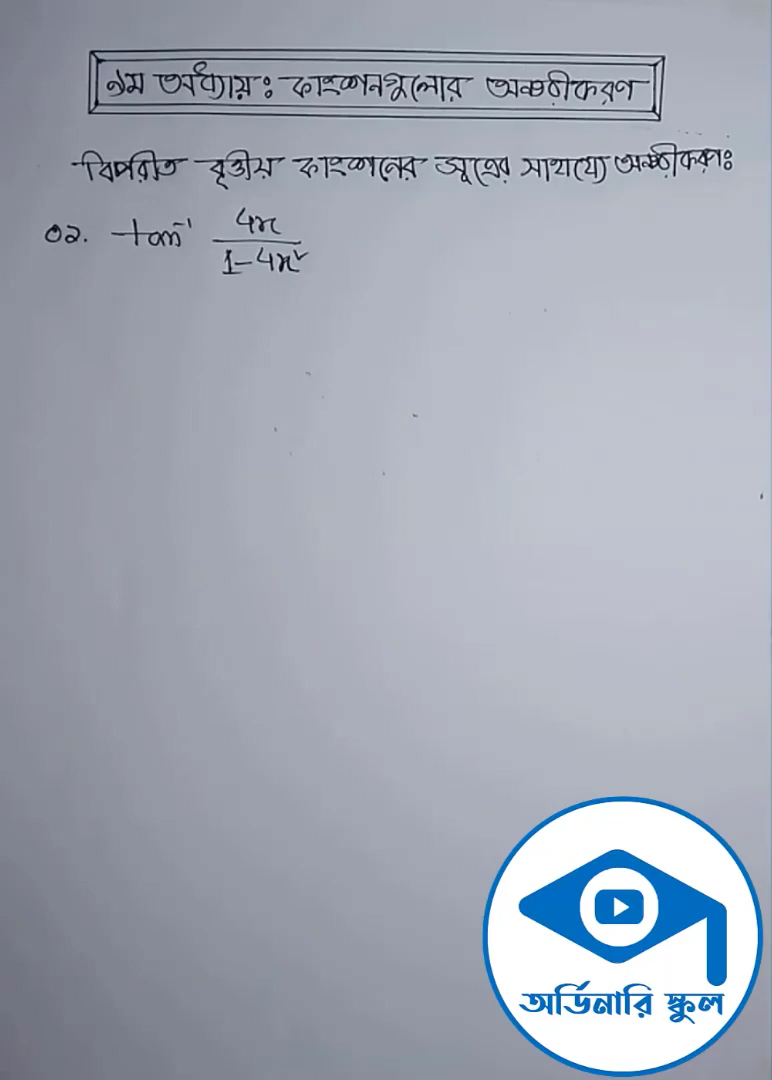 ৯ম অধ্যায়ঃ ফাংশনগুলোর অন্তরীকরণ
বিপরীত বৃত্তীয় ফাংশনের সূত্রের সাহায্যে অন্তরীকরণঃ
০২. tan⁻¹ 4x/1-4x²
অর্ডিনারি স্কুল